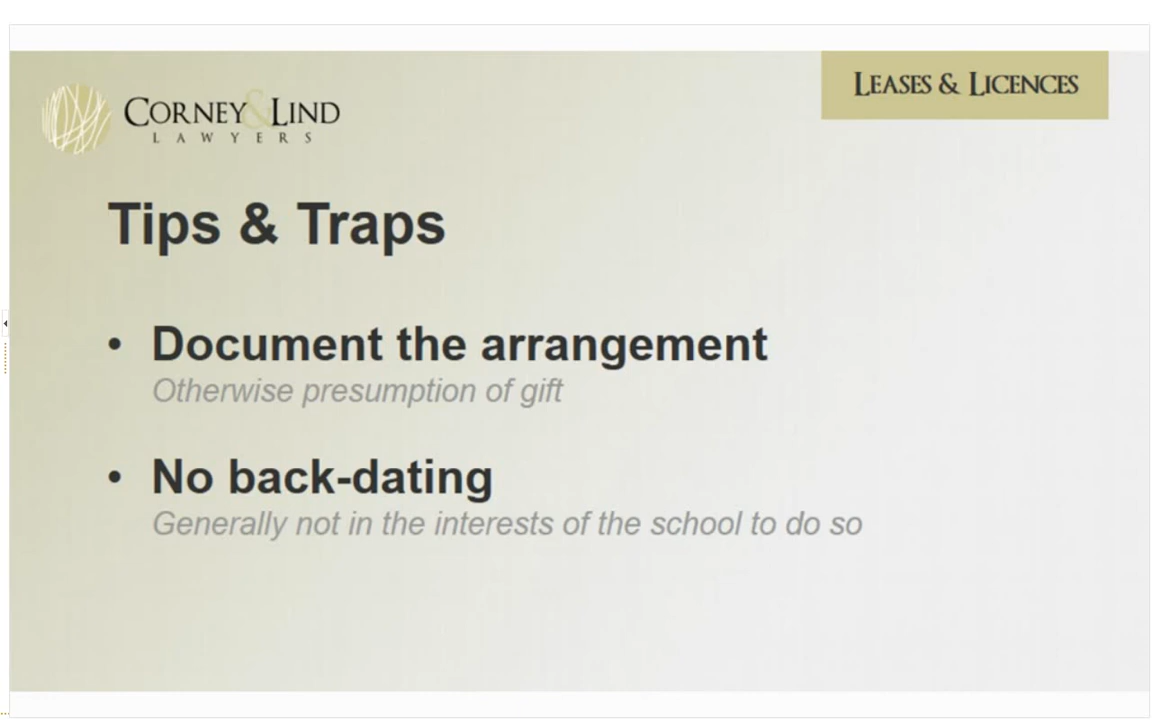 CORNEY & LIND
LAWYERS
LEASES & LICENCES
Tips & Traps
• Document the arrangement
Otherwise presumption of gift
• No back-dating
Generally not in the interests of the school to do so